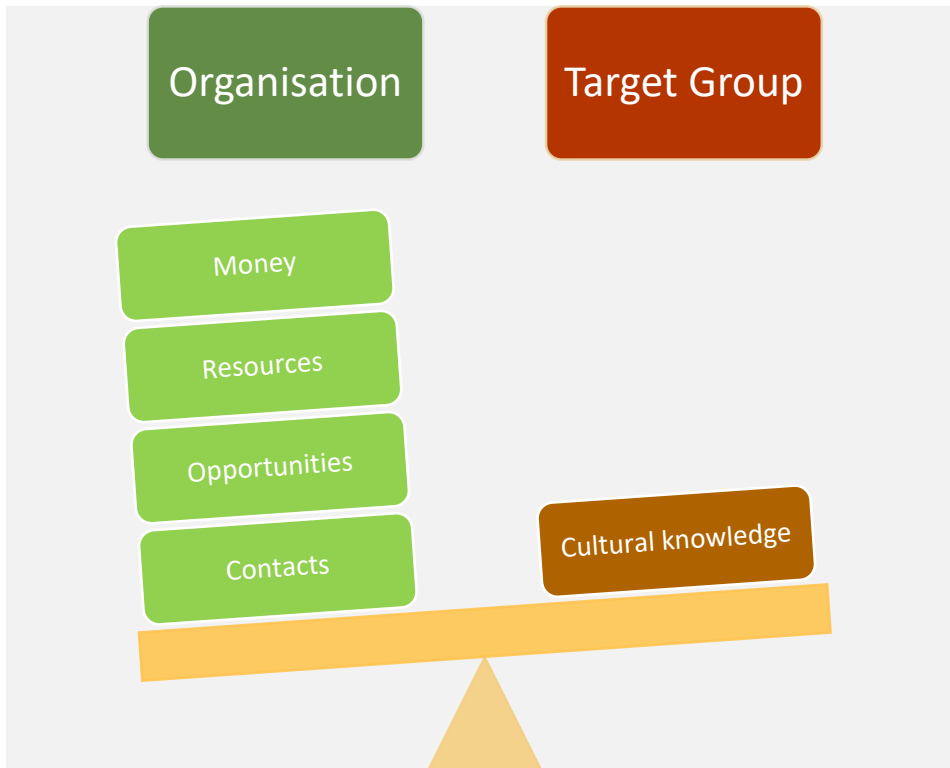 Organisation
Target Group
Money
Resources
Opportunities
Contacts
Cultural knowledge